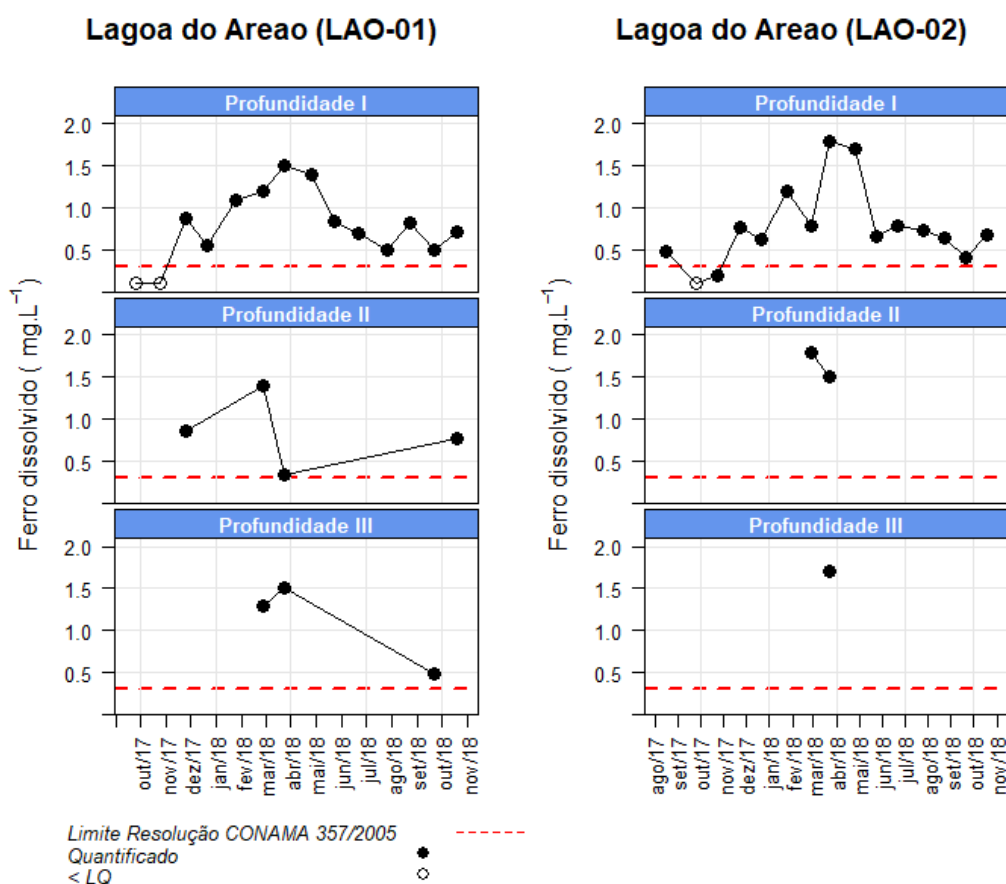 Lagoa do Areao (LAO-01)
Profundidade I
2.0
1.5
1.0
0.5
Profundidade II
2.0
1.5
1.0
0.5
Profundidade III
2.0
1.5
1.0
0.5
Ferro dissolvido ( mg.L⁻¹)
out/17
nov/17
dez/17
jan/18
fev/18
mar/18
abr/18
mai/18
jun/18
jul/18
ago/18
set/18
out/18
nov/18
Lagoa do Areao (LAO-02)
Profundidade I
2.0
1.5
1.0
0.5
Profundidade II
2.0
1.5
1.0
0.5
Profundidade III
2.0
1.5
1.0
0.5
Ferro dissolvido ( mg.L⁻¹)
ago/17
set/17
out/17
nov/17
dez/17
jan/18
fev/18
mar/18
abr/18
mai/18
jun/18
jul/18
ago/18
set/18
out/18
nov/18
Limite Resolução CONAMA 357/2005
Quantificado
< LQ